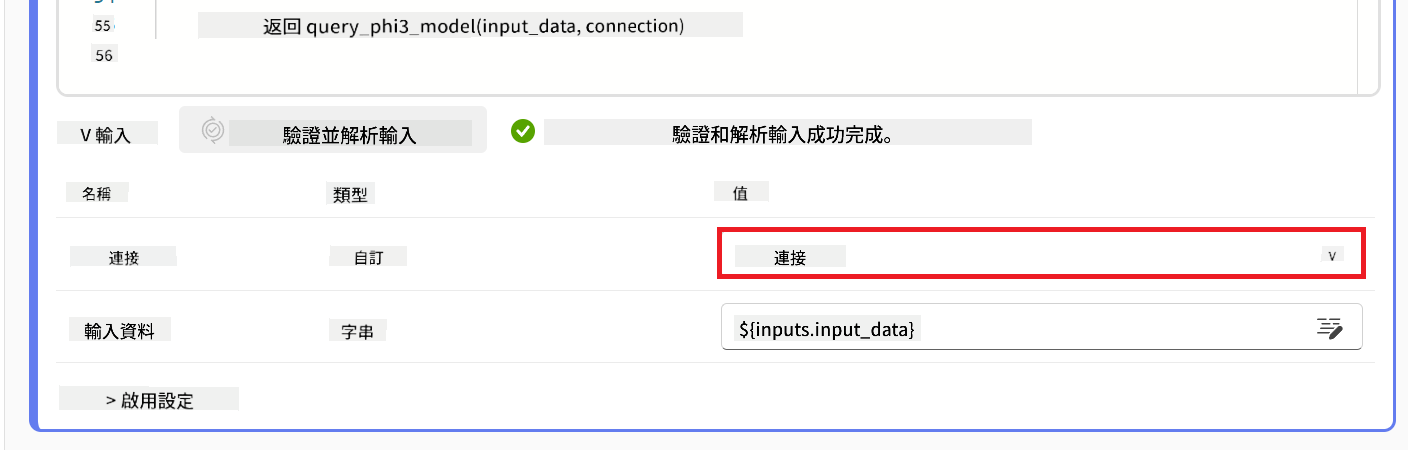 55
返回 query_phi3_model(input_data, connection)
56
V 輸入
驗證並解析輸入
驗證和解析輸入成功完成。
名稱
類型
值
連接
自訂
連接
V
輸入資料
字串
${inputs.input_data}
> 啟用設定